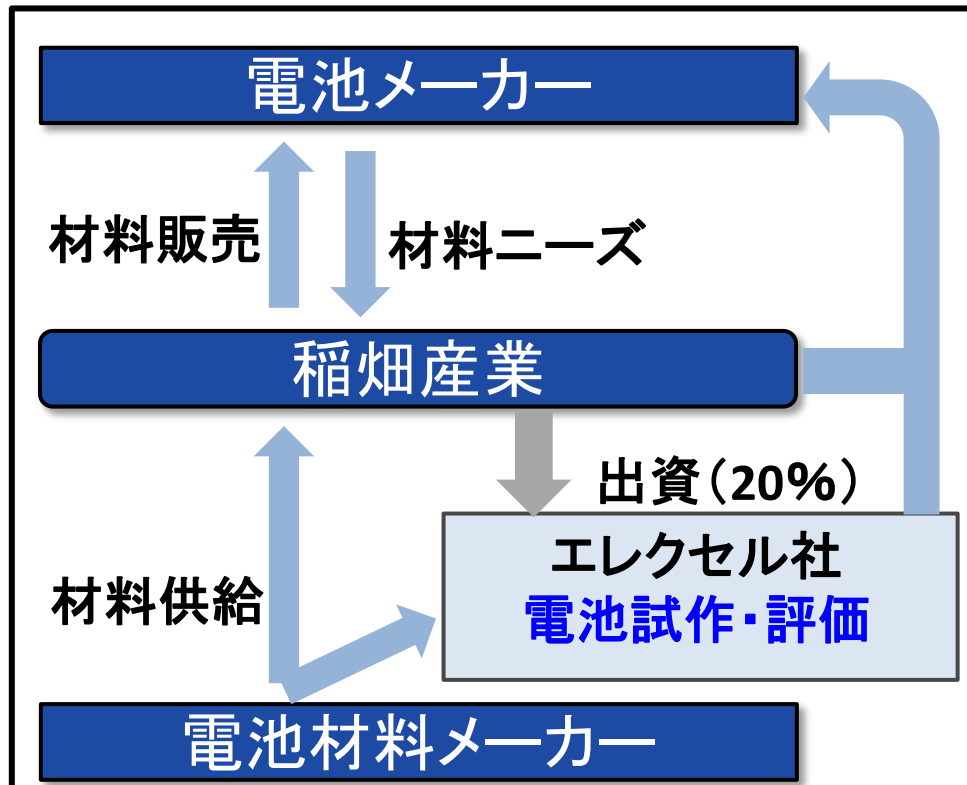 電池メーカー
材料販売
材料ニーズ
稲畑産業
出資(20%)
エレクセル社
電池試作・評価
材料供給
電池材料メーカー